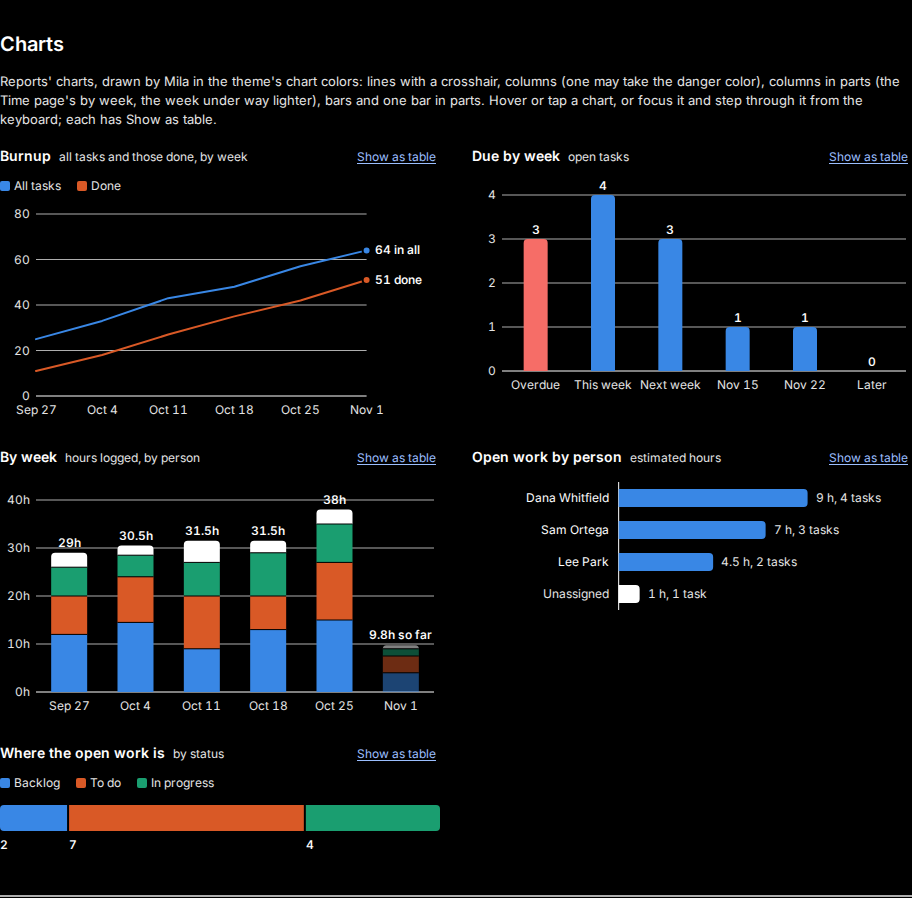 Charts
Reports' charts, drawn by Mila in the theme's chart colors: lines with a crosshair, columns (one may take the danger color), columns in parts (the
Time page's by week, the week under way lighter), bars and one bar in parts. Hover or tap a chart, or focus it and step through it from the
keyboard; each has Show as table.
Burnup all tasks and those done, by week Show as table
All tasks Done
80
60
40
20
0
64 in all
51 done
Sep 27 Oct 4 Oct 11 Oct 18 Oct 25 Nov 1
Due by week open tasks Show as table
4
3
2
1
0
3 4 3 1 1 0
Overdue This week Next week Nov 15 Nov 22 Later
By week hours logged, by person Show as table
40h
30h
20h
10h
0h
29h 30.5h 31.5h 31.5h 38h 9.8h so far
Sep 27 Oct 4 Oct 11 Oct 18 Oct 25 Nov 1
Open work by person estimated hours Show as table
Dana Whitfield 9 h, 4 tasks
Sam Ortega 7 h, 3 tasks
Lee Park 4.5 h, 2 tasks
Unassigned 1 h, 1 task
Where the open work is by status Show as table
Backlog To do In progress
2 7 4